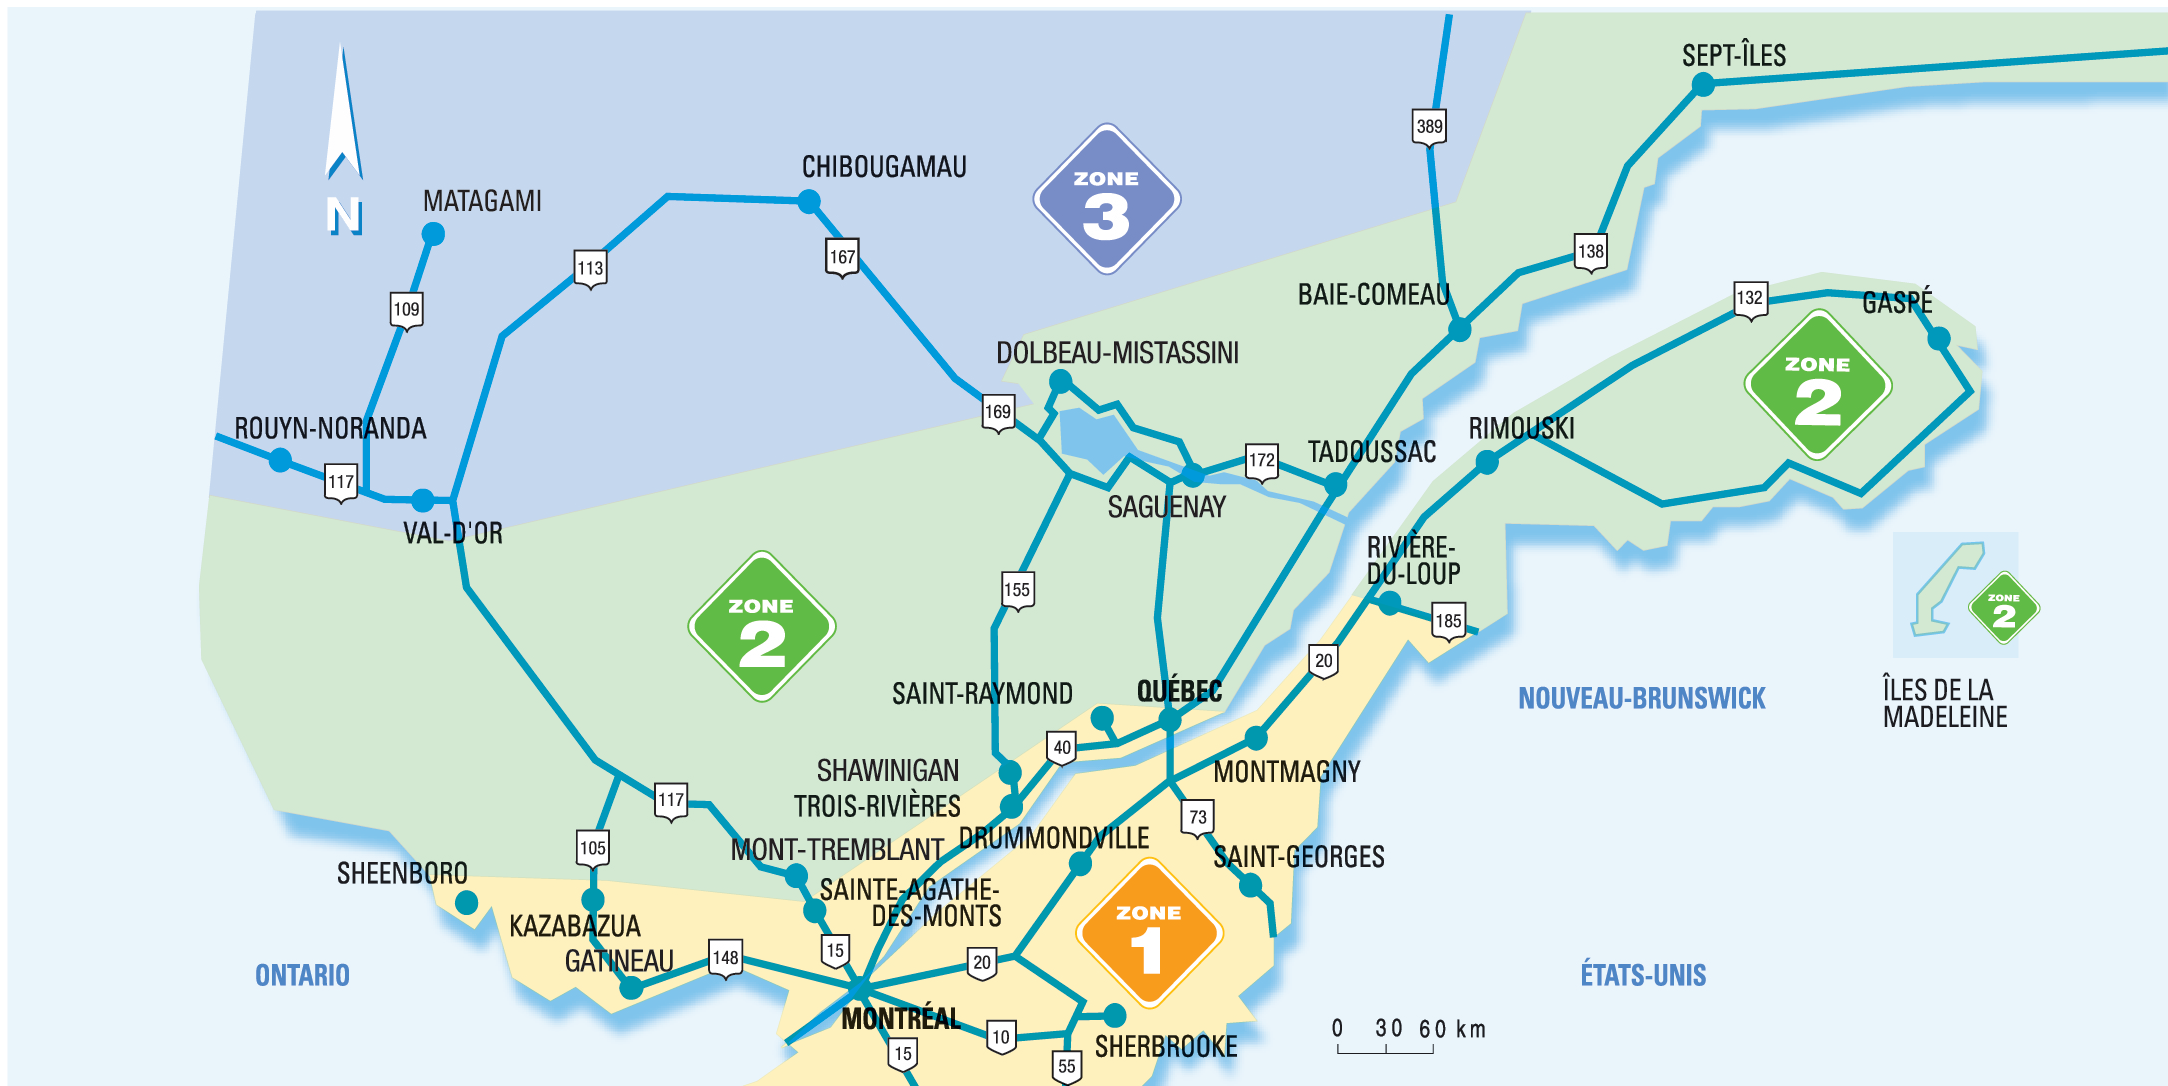 SEPT-ÎLES
389
CHIBOUGAMAU
ZONE
3
MATAGAMI
N
167
113
138
109
BAIE-COMEAU
132
GASPÉ
DOLBEAU-MISTASSINI
ZONE
2
169
ROUYN-NORANDA
RIMOUSKI
117
172
TADOUSSAC
SAGUENAY
VAL-D'OR
RIVIÈRE-
DU-LOUP
155
ZONE
2
ZONE
2
185
20
SAINT-RAYMOND
QUÉBEC
NOUVEAU-BRUNSWICK
ÎLES DE LA
MADELEINE
40
SHAWINIGAN
MONTMAGNY
TROIS-RIVIÈRES
117
73
105
MONT-TREMBLANT
DRUMMONDVILLE
SAINT-GEORGES
SHEENBORO
SAINTE-AGATHE-
DES-MONTS
ZONE
1
KAZABAZUA
GATINEAU
148
15
20
ONTARIO
ÉTATS-UNIS
MONTRÉAL
10
SHERBROOKE
15
55
0 30 60 km